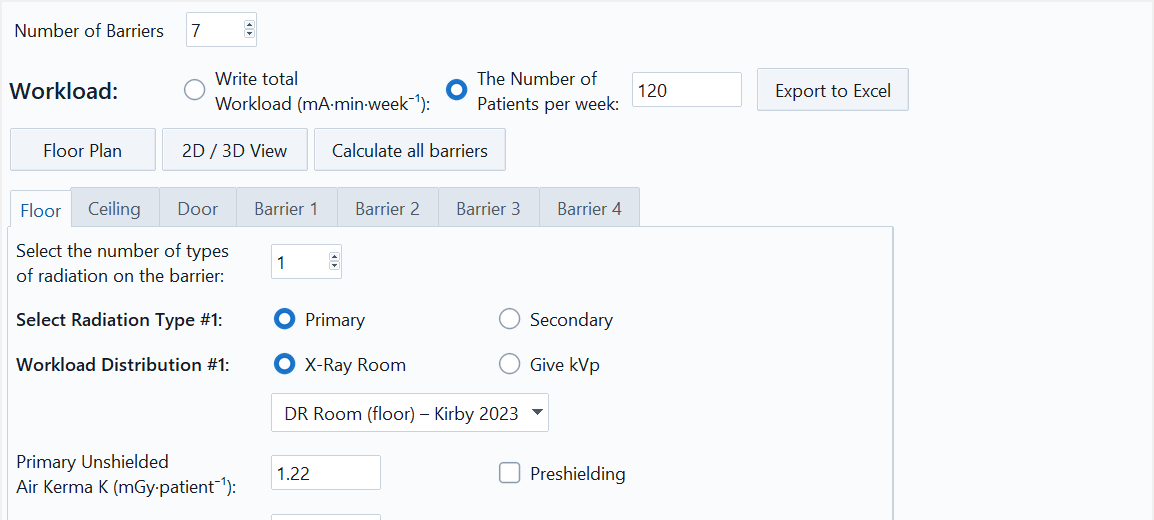 Number of Barriers 7
Workload: Write total Workload (mA·min·week⁻¹): The Number of Patients per week: 120 Export to Excel
Floor Plan 2D / 3D View Calculate all barriers
Floor Ceiling Door Barrier 1 Barrier 2 Barrier 3 Barrier 4
Select the number of types
of radiation on the barrier: 1
Select Radiation Type #1: Primary Secondary
Workload Distribution #1: X-Ray Room Give kVp
DR Room (floor) – Kirby 2023
Primary Unshielded
Air Kerma K (mGy·patient⁻¹): 1.22 Preshielding